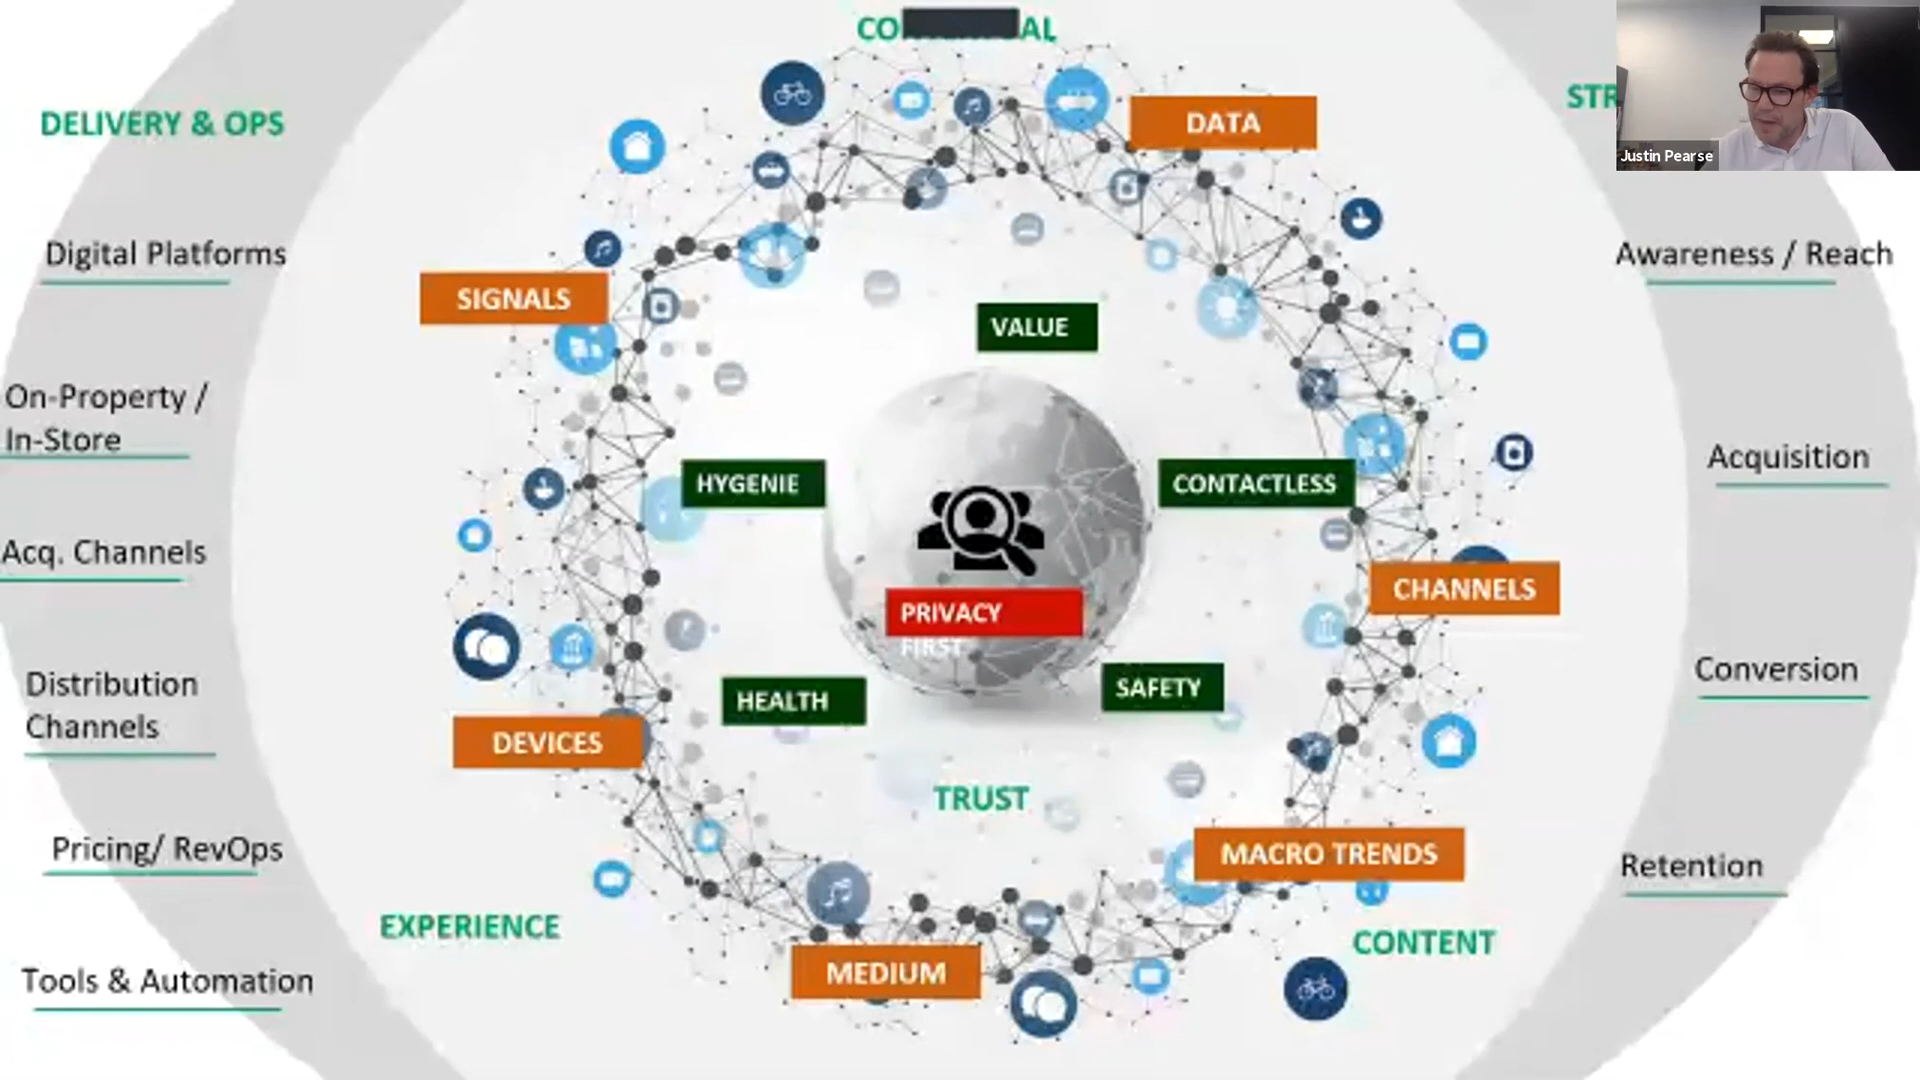 DELIVERY & OPS
Digital Platforms
On-Property /
In-Store
Acq. Channels
Distribution
Channels
Pricing/ RevOps
Tools & Automation
EXPERIENCE
SIGNALS
DEVICES
MEDIUM
DATA
VALUE
HYGENIE
CONTACTLESS
PRIVACY
FIRST
HEALTH
SAFETY
TRUST
CHANNELS
MACRO TRENDS
CONTENT
Justin Pearse
Awareness / Reach
Acquisition
Conversion
Retention